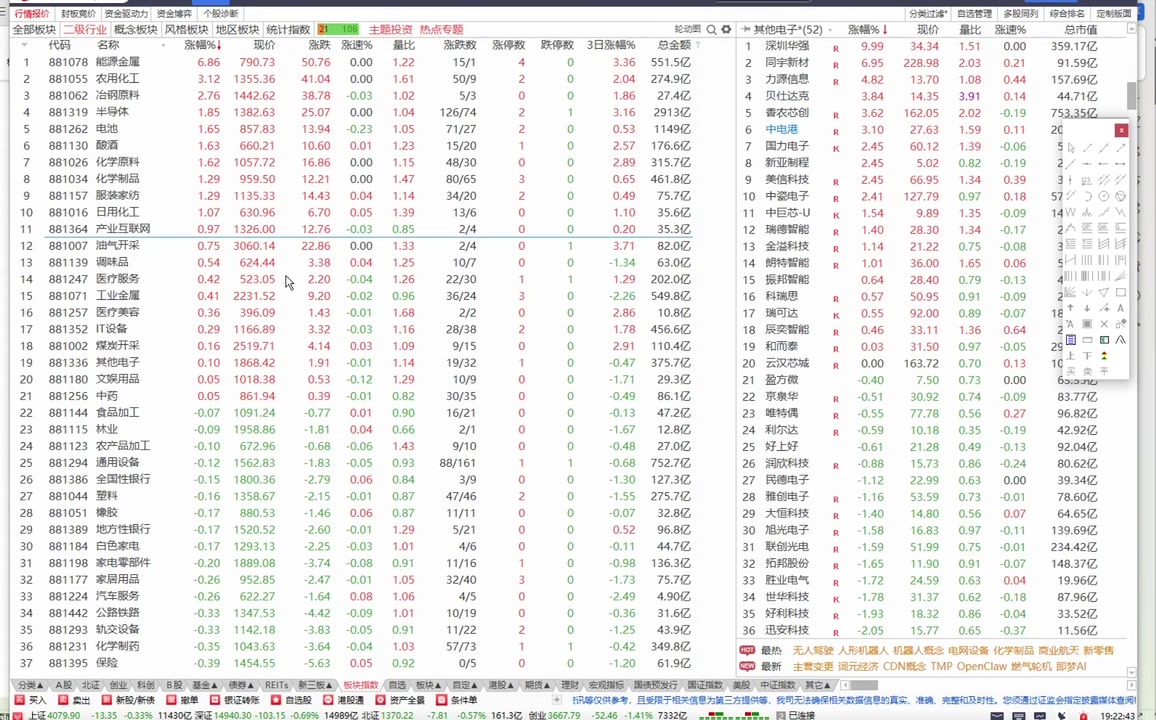 行情报价 封板竞价 资金驱动力 资金博弈 个股诊断 分类过滤* 自选管理 多股同列 综合排名 定制版面
全部板块 二级行业 概念板块 风格板块 地区板块 统计指数 21 106 主题投资 热点专题 轮动图 其他电子*(52) 涨幅%↓ 现价 量比 涨速% 总市值
代码 名称 涨幅%↓ 现价 涨跌 涨速% 量比 涨跌数 涨停数 跌停数 3日涨幅% 总金额
1 881078 能源金属 6.86 790.73 50.76 0.00 1.22 15/1 4 0 3.36 551.5亿 1 深圳华强 R 9.99 34.34 1.51 0.00 359.17亿
2 881055 农用化工 3.12 1355.36 41.04 0.00 1.61 50/9 2 0 2.04 274.9亿 2 同宇新材 R 6.95 228.98 2.03 0.21 91.59亿
3 881062 冶钢原料 2.76 1442.62 38.78 -0.03 1.02 5/3 0 0 1.86 27.4亿 3 力源信息 R 4.82 13.70 1.08 0.44 157.69亿
4 881319 半导体 1.85 1382.63 25.07 0.00 1.04 126/74 2 1 3.16 2913亿 4 贝仕达克 R 3.84 14.35 3.91 0.14 44.71亿
5 881262 电池 1.65 857.83 13.94 -0.23 1.05 71/27 2 0 0.53 1149亿 5 香农芯创 R 3.62 162.05 2.02 -0.19 753.35亿
6 881130 酿酒 1.63 660.21 10.60 0.01 1.23 15/20 1 0 2.57 176.6亿 6 中电港 R 3.10 27.63 1.59 0.11
7 881026 化学原料 1.62 1057.72 16.86 0.00 1.15 48/30 1 0 2.89 315.7亿 7 国力电子 K 2.45 60.12 1.39 -0.06
8 881034 化学制品 1.29 959.50 12.21 0.00 1.47 80/65 3 0 0.65 461.8亿 8 新亚制程 2.45 5.02 0.82 -0.19
9 881157 服装家纺 1.29 1135.33 14.43 0.04 1.14 34/20 2 0 0.49 75.7亿 9 美信科技 R 2.45 66.95 1.34 0.39
10 881016 日用化工 1.07 630.96 6.70 0.05 1.39 13/6 0 0 1.10 35.6亿 10 中瓷电子 R 2.41 127.79 0.97 0.18
11 881364 产业互联网 0.97 1326.00 12.76 -0.03 0.85 2/4 0 0 0.20 35.3亿 11 中巨芯-U K 1.54 9.89 1.35 -0.09
12 881007 油气开采 0.75 3060.14 22.86 0.00 1.33 2/4 0 1 3.71 82.0亿 12 瑞德智能 R 1.40 28.30 1.34 -0.17
13 881139 调味品 0.54 624.44 3.38 0.04 1.25 10/7 0 0 -1.34 63.0亿 13 金溢科技 R 1.14 21.22 0.75 -0.08
14 881147 医疗服务 0.42 523.05 2.20 -0.04 1.26 22/30 1 1 1.29 202.0亿 14 朗特智能 R 1.01 36.00 1.65 0.06
15 881071 工业金属 0.41 2231.52 9.20 -0.02 0.96 36/24 3 0 -2.26 549.8亿 15 振邦智能 0.64 28.40 0.79 -0.13
16 881257 医疗美容 0.36 396.09 1.43 -0.01 1.68 2/2 0 0 2.86 10.8亿 16 科瑞思 R 0.57 50.95 0.91 -0.09
17 881352 IT设备 0.29 1166.89 3.32 -0.03 1.16 28/38 2 0 1.78 456.6亿 17 瑞可达 K 0.55 92.00 0.89 -0.07
18 881002 煤炭开采 0.16 2519.71 4.14 0.03 1.09 9/15 1 0 2.91 110.4亿 18 辰奕智能 R 0.46 33.11 1.36 0.64
19 881336 其他电子 0.10 1868.42 1.91 -0.01 1.14 19/32 1 0 -0.47 375.7亿 19 和而泰 R 0.03 31.50 0.97 -0.05
20 881180 文娱用品 0.05 1018.38 0.53 -0.12 1.29 10/9 0 0 -1.71 29.3亿 20 云汉芯城 R 0.00 163.72 0.70 0.13
21 881256 中药 0.05 861.94 0.39 -0.01 0.82 30/35 0 0 -0.49 86.1亿 21 盈方微 -0.40 7.50 0.73 0.00
22 881144 食品加工 -0.07 1091.24 -0.77 0.01 0.90 16/21 0 0 -0.13 47.2亿 22 京泉华 R -0.51 30.92 0.74 -0.09 83.77亿
23 881115 林业 -0.09 1958.86 -1.81 0.04 0.66 2/1 0 0 -1.67 12.8亿 23 唯特偶 R -0.55 77.78 0.56 0.27 96.82亿
24 881123 农产品加工 -0.10 672.96 -0.68 -0.06 1.43 9/10 0 0 -0.48 27.0亿 24 利尔达 R -0.59 10.18 0.35 -0.19 42.92亿
25 881294 通用设备 -0.12 1562.83 -1.83 -0.05 0.93 88/161 1 1 -0.68 752.7亿 25 好上好 -0.61 21.28 0.49 -0.13 92.04亿
26 881386 全国性银行 -0.15 1800.36 -2.79 0.06 0.84 3/9 0 0 -1.30 127.3亿 26 润欣科技 R -0.88 15.73 0.86 -0.24 80.62亿
27 881044 塑料 -0.16 1358.67 -2.15 -0.01 0.87 47/46 2 0 -1.55 275.7亿 27 民德电子 -1.12 22.99 0.63 0.00 39.34亿
28 881051 橡胶 -0.17 880.53 -1.46 0.06 0.87 11/11 0 0 -0.07 32.8亿 28 雅创电子 R -1.16 53.59 0.73 -0.01 78.60亿
29 881389 地方性银行 -0.17 1520.52 -2.60 -0.01 1.29 5/21 0 0 0.52 96.8亿 29 大恒科技 R -1.40 14.80 0.56 0.07 64.65亿
30 881184 白色家电 -0.17 1293.13 -2.25 -0.03 1.01 4/6 0 0 -0.11 44.7亿 30 旭光电子 R -1.58 16.83 0.97 -0.11 139.69亿
31 881198 家电零部件 -0.20 1889.08 -3.74 -0.08 0.91 11/16 1 0 -0.98 136.3亿 31 联创光电 R -1.59 51.99 0.75 -0.01 234.42亿
32 881177 家居用品 -0.26 952.85 -2.47 -0.01 1.05 32/40 3 0 -1.73 75.7亿 32 拓邦股份 R -1.65 11.90 0.91 -0.07 148.37亿
33 881224 汽车服务 -0.26 622.27 -1.64 0.08 1.06 4/3 0 0 -2.49 4.90亿 33 胜业电气 R -1.72 24.59 0.63 0.04 19.96亿
34 881442 公路铁路 -0.33 1347.53 -4.42 -0.09 1.01 10/19 0 0 -0.36 31.6亿 34 世华科技 K -1.78 31.37 0.62 -0.18 87.96亿
35 881293 轨交设备 -0.33 1142.18 -3.83 -0.05 0.91 11/22 2 0 -1.25 43.9亿 35 好利科技 R -1.93 18.32 0.86 -0.04 33.52亿
36 881231 化学制药 -0.35 1043.63 -3.64 -0.04 1.03 57/73 1 1 -0.42 349.8亿 36 迅安科技 R -2.05 15.77 0.65 -0.37 11.56亿
37 881395 保险 -0.39 1454.55 -5.63 0.05 0.92 0/5 0 0 -1.20 61.9亿
HOT 最热 无人驾驶 人形机器人 机器人概念 电网设备 化学制品 商业航天 新零售
NEW 最新 主营变更 词元经济 CDN概念 TMP OpenClaw 燃气轮机 即梦AI
分类▲ A股 北证 创业 科创 B股 基金▲ 债券▲ REITs 新三板▲ 板块指数 自选 板块▲ 自定▲ 港股▲ 期货▲ 理财 宏观指标 国债预发行 国证指数 美股 中证指数 其它▲
买入 卖出 新股/新债 撤单 银证转账 自选股 港股通 资产全景 条件单
上证4079.90 -13.35 -0.33% 11430亿 深证14940.30 -103.15 -0.69% 14989亿 北证1370.22 -7.81 -0.57% 161.3亿 创业3667.79 -52.46 -1.41% 7332亿 已连接 19:22:43